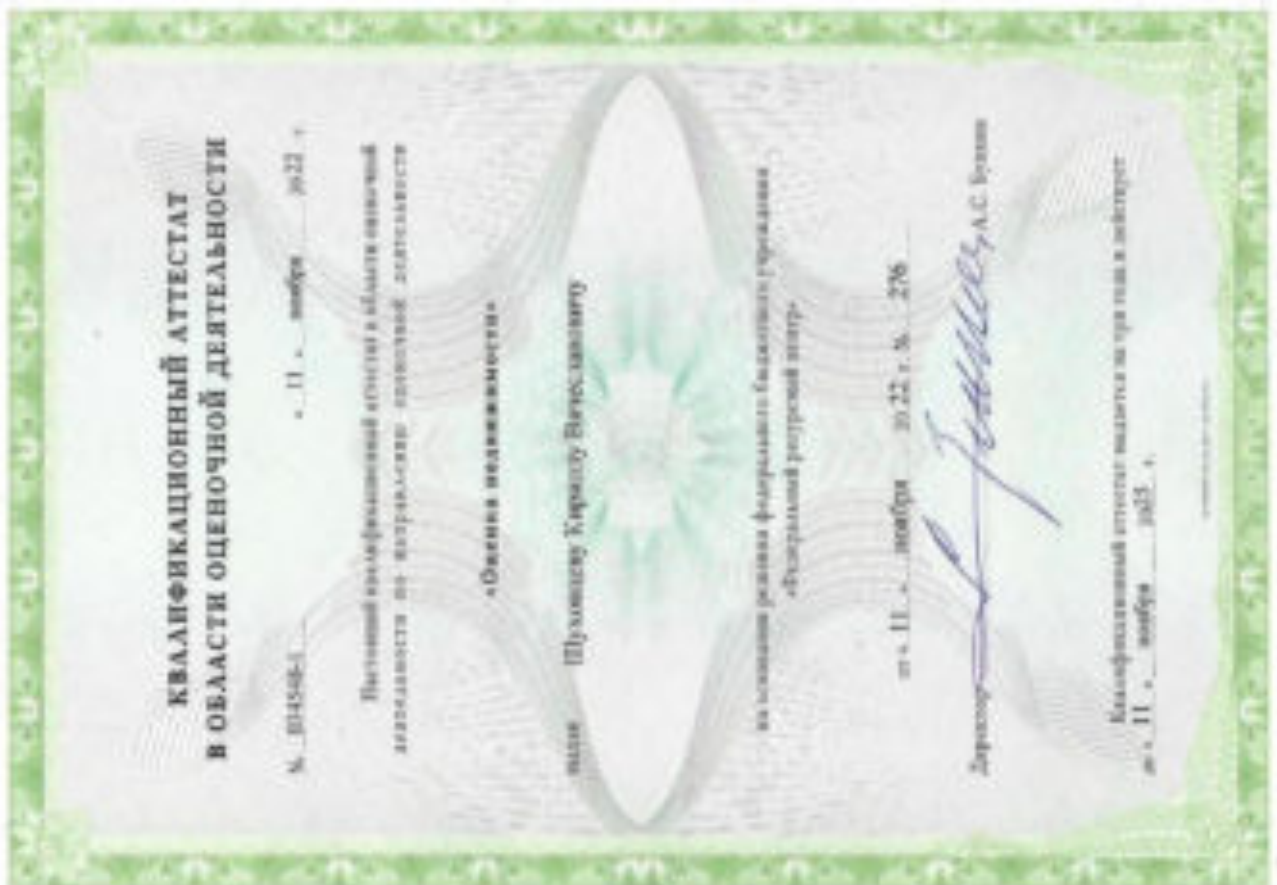 КВАЛИФИКАЦИОННЫЙ АТТЕСТАТ
В ОБЛАСТИ ОЦЕНОЧНОЙ ДЕЯТЕЛЬНОСТИ
№ 034546-1 « 11 » ноября 2022 г.
Настоящий квалификационный аттестат в области оценочной
деятельности по направлению оценочной деятельности
«Оценка недвижимости»
выдан Кириллу Вячеславовичу
на основании решения федерального бюджетного учреждения
«Федеральный ресурсный центр»
от « 11 » ноября 2022 г. № 276
Директор А.С. Бункин
Квалификационный аттестат выдается на три года и действует
до « 11 » ноября 2025 г.